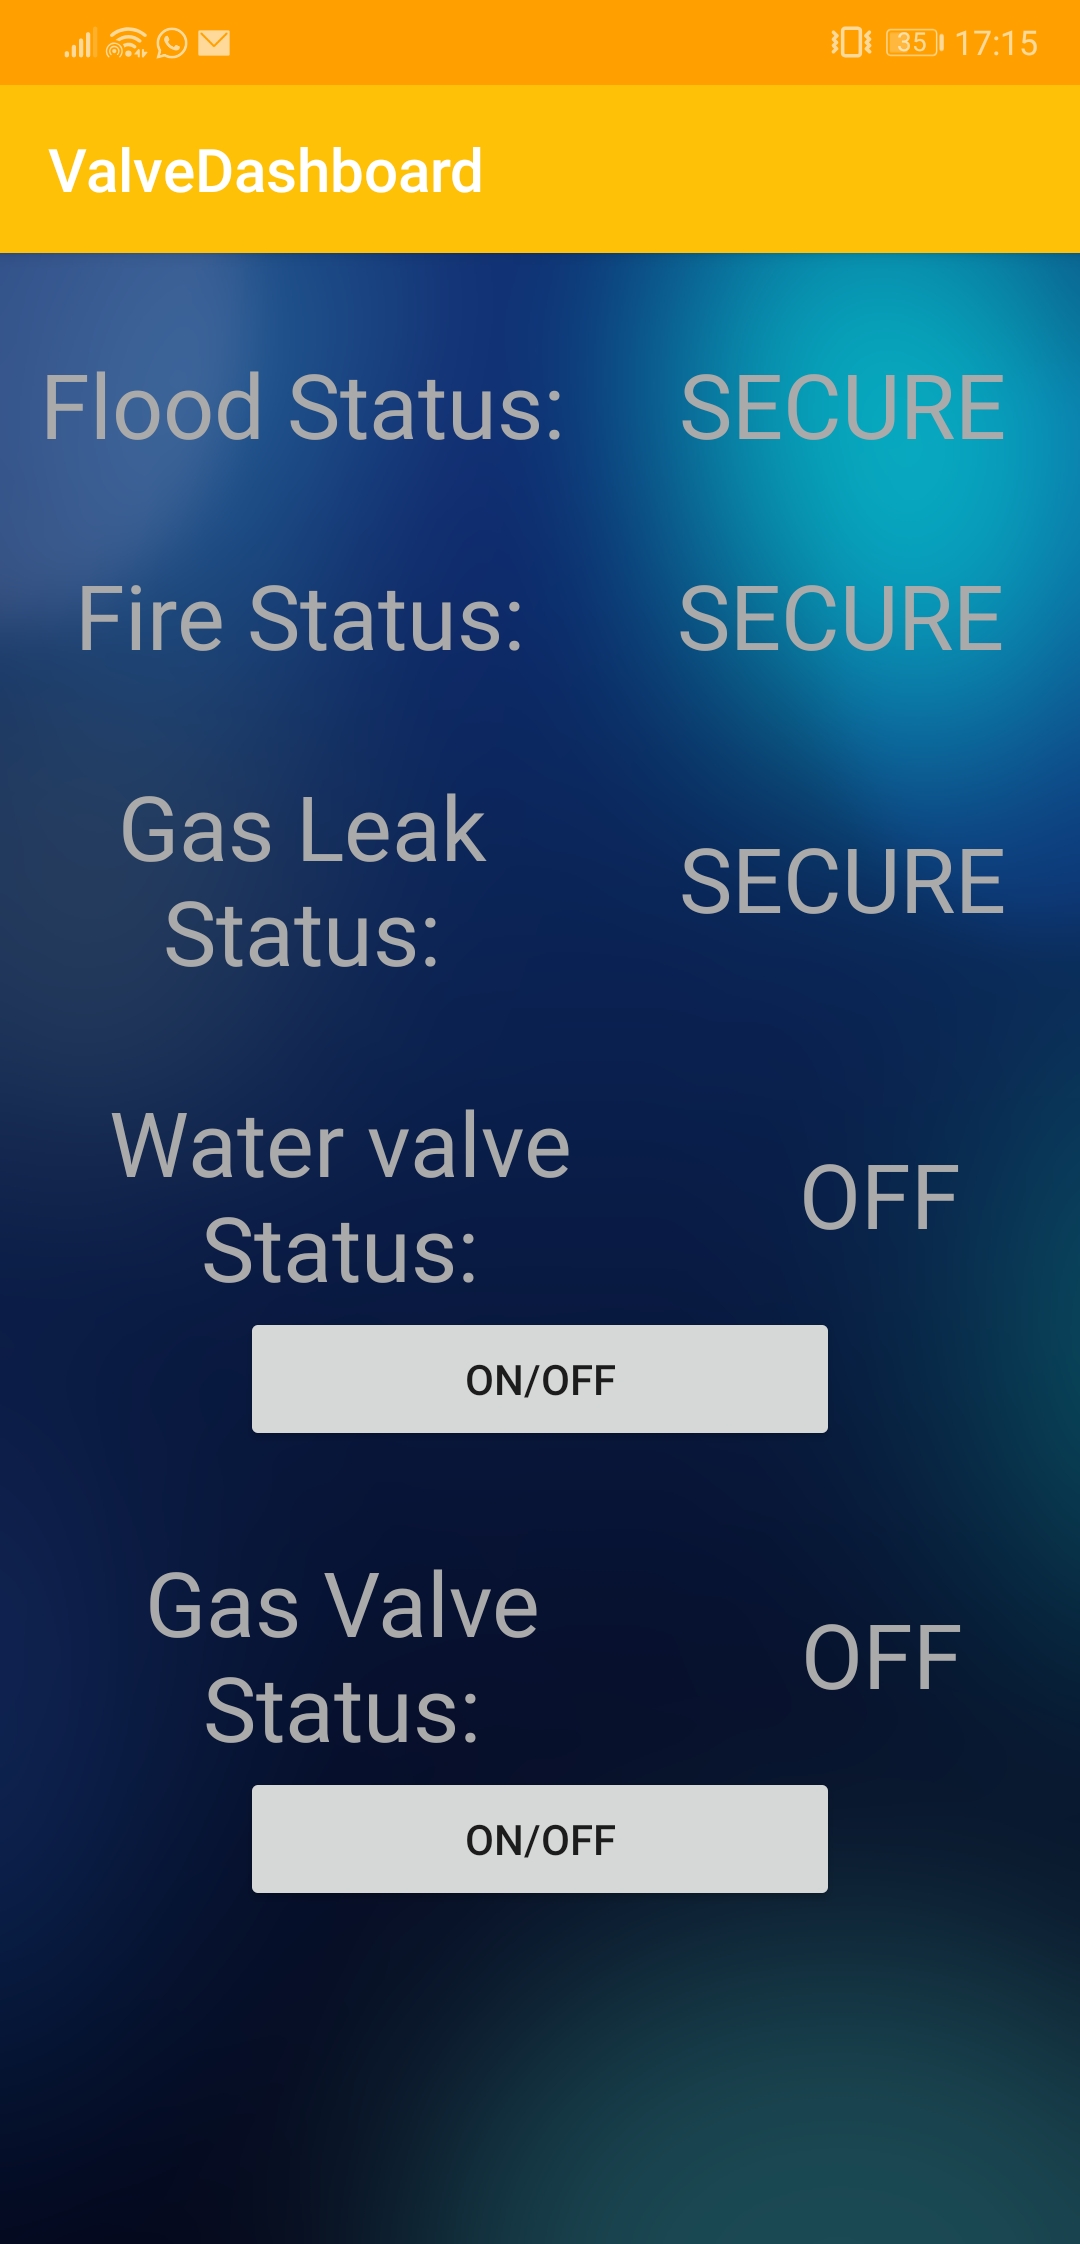 35 17:15
ValveDashboard
Flood Status: SECURE
Fire Status: SECURE
Gas Leak
Status:
SECURE
Water valve
Status:
OFF
ON/OFF
Gas Valve
Status:
OFF
ON/OFF